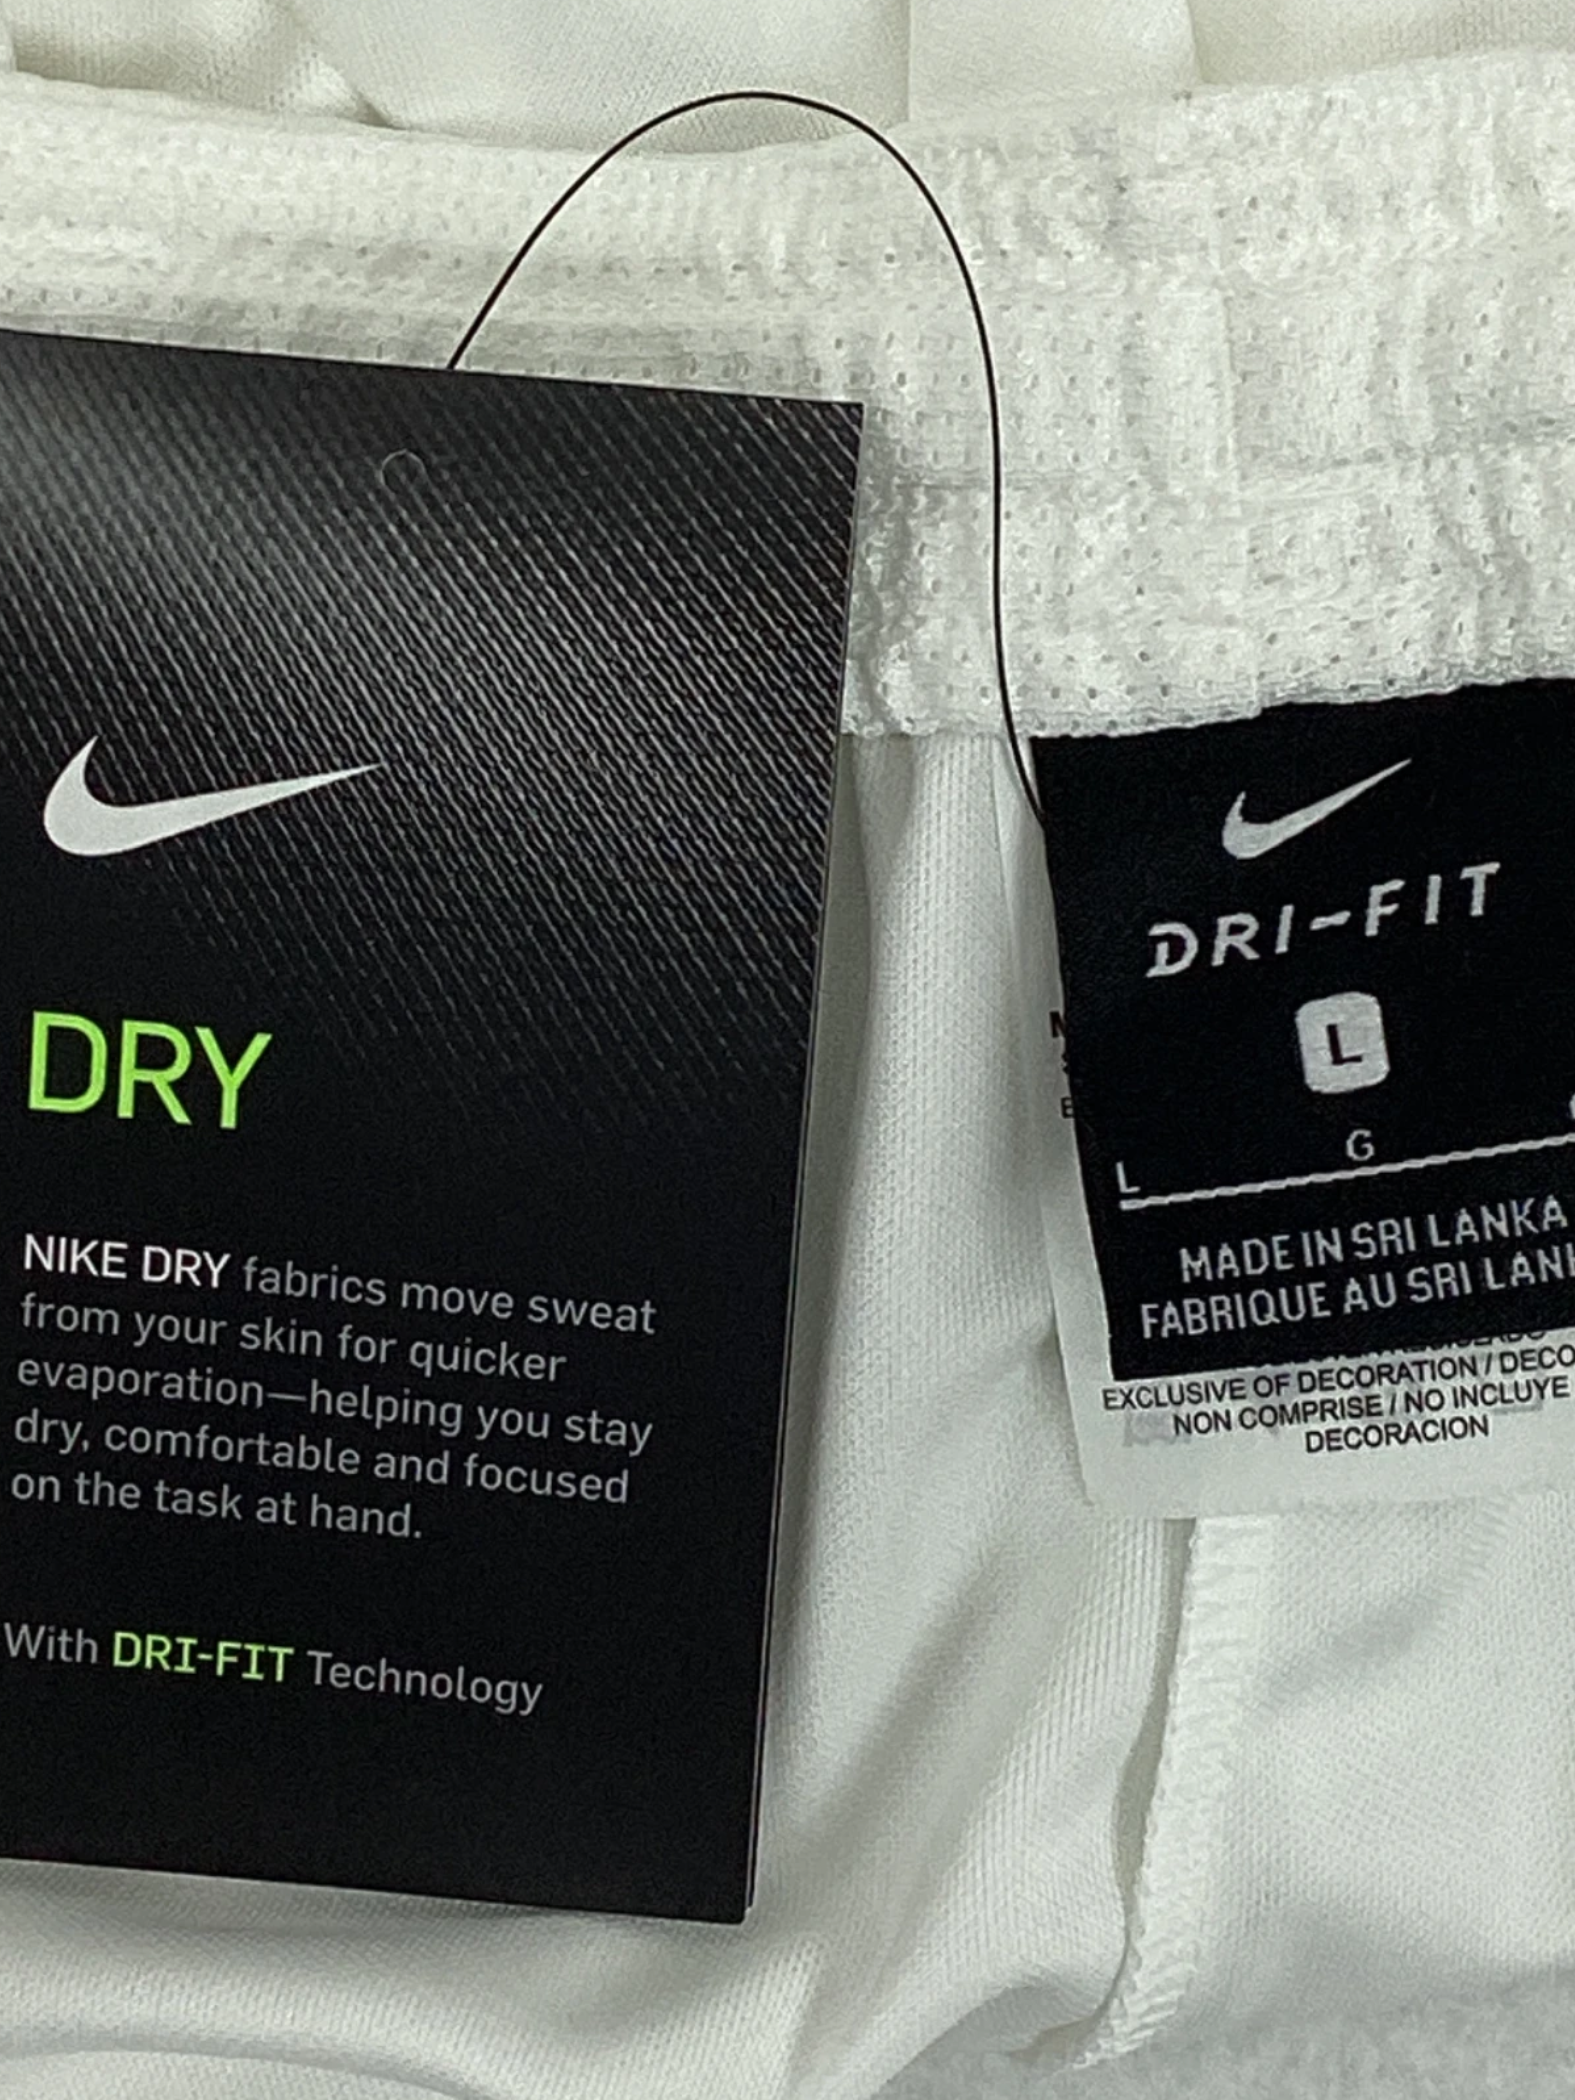 DRY
NIKE DRY fabrics move sweat
from your skin for quicker
evaporation—helping you stay
dry, comfortable and focused
on the task at hand.
With DRI-FIT Technology
DRI-FIT
L
L G
MADE IN SRI LANKA
FABRIQUE AU SRI
EXCLUSIVE OF DECORATION /
NON COMPRISE / NO INCLUYE
DECORACION